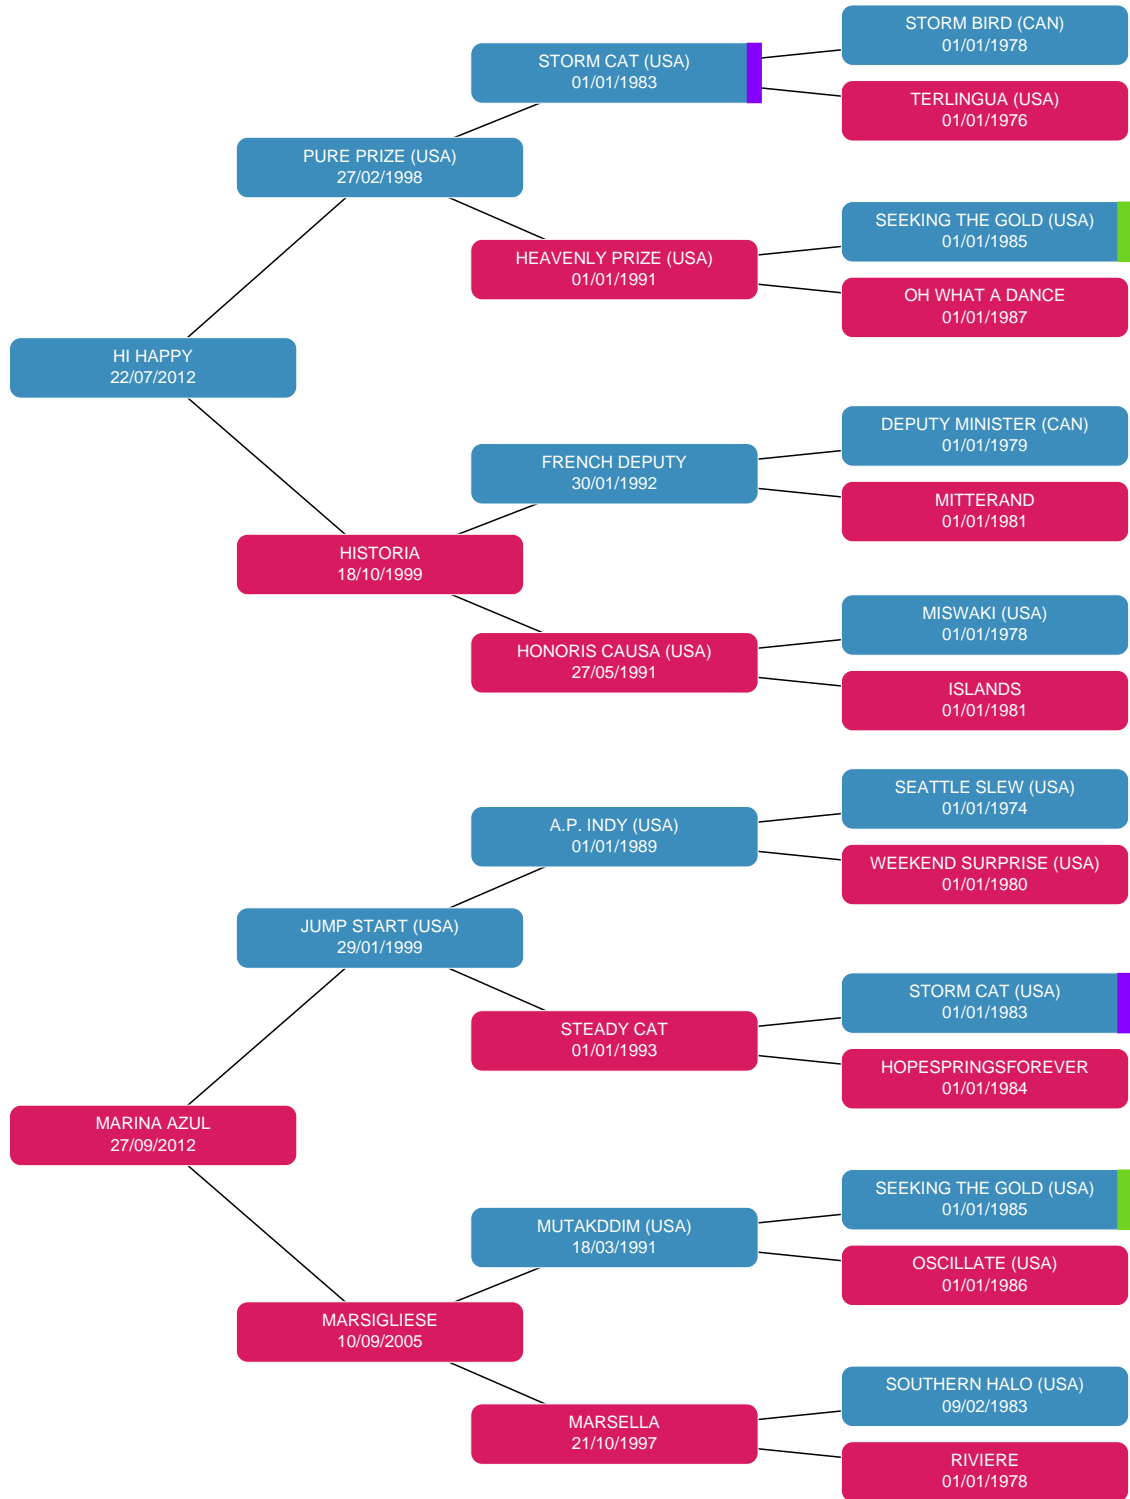 STORM BIRD (CAN)
01/01/1978
STORM CAT (USA)
01/01/1983
TERLINGUA (USA)
01/01/1976
PURE PRIZE (USA)
27/02/1998
SEEKING THE GOLD (USA)
01/01/1985
HEAVENLY PRIZE (USA)
01/01/1991
OH WHAT A DANCE
01/01/1987
HI HAPPY
22/07/2012
DEPUTY MINISTER (CAN)
01/01/1979
FRENCH DEPUTY
30/01/1992
MITTERAND
01/01/1981
HISTORIA
18/10/1999
MISWAKI (USA)
01/01/1978
HONORIS CAUSA (USA)
27/05/1991
ISLANDS
01/01/1981
SEATTLE SLEW (USA)
01/01/1974
A.P. INDY (USA)
01/01/1989
WEEKEND SURPRISE (USA)
01/01/1980
JUMP START (USA)
29/01/1999
STORM CAT (USA)
01/01/1983
STEADY CAT
01/01/1993
HOPESPRINGSFOREVER
01/01/1984
MARINA AZUL
27/09/2012
SEEKING THE GOLD (USA)
01/01/1985
MUTAKDDIM (USA)
18/03/1991
OSCILLATE (USA)
01/01/1986
MARSIGLIESE
10/09/2005
SOUTHERN HALO (USA)
09/02/1983
MARSELLA
21/10/1997
RIVIERE
01/01/1978